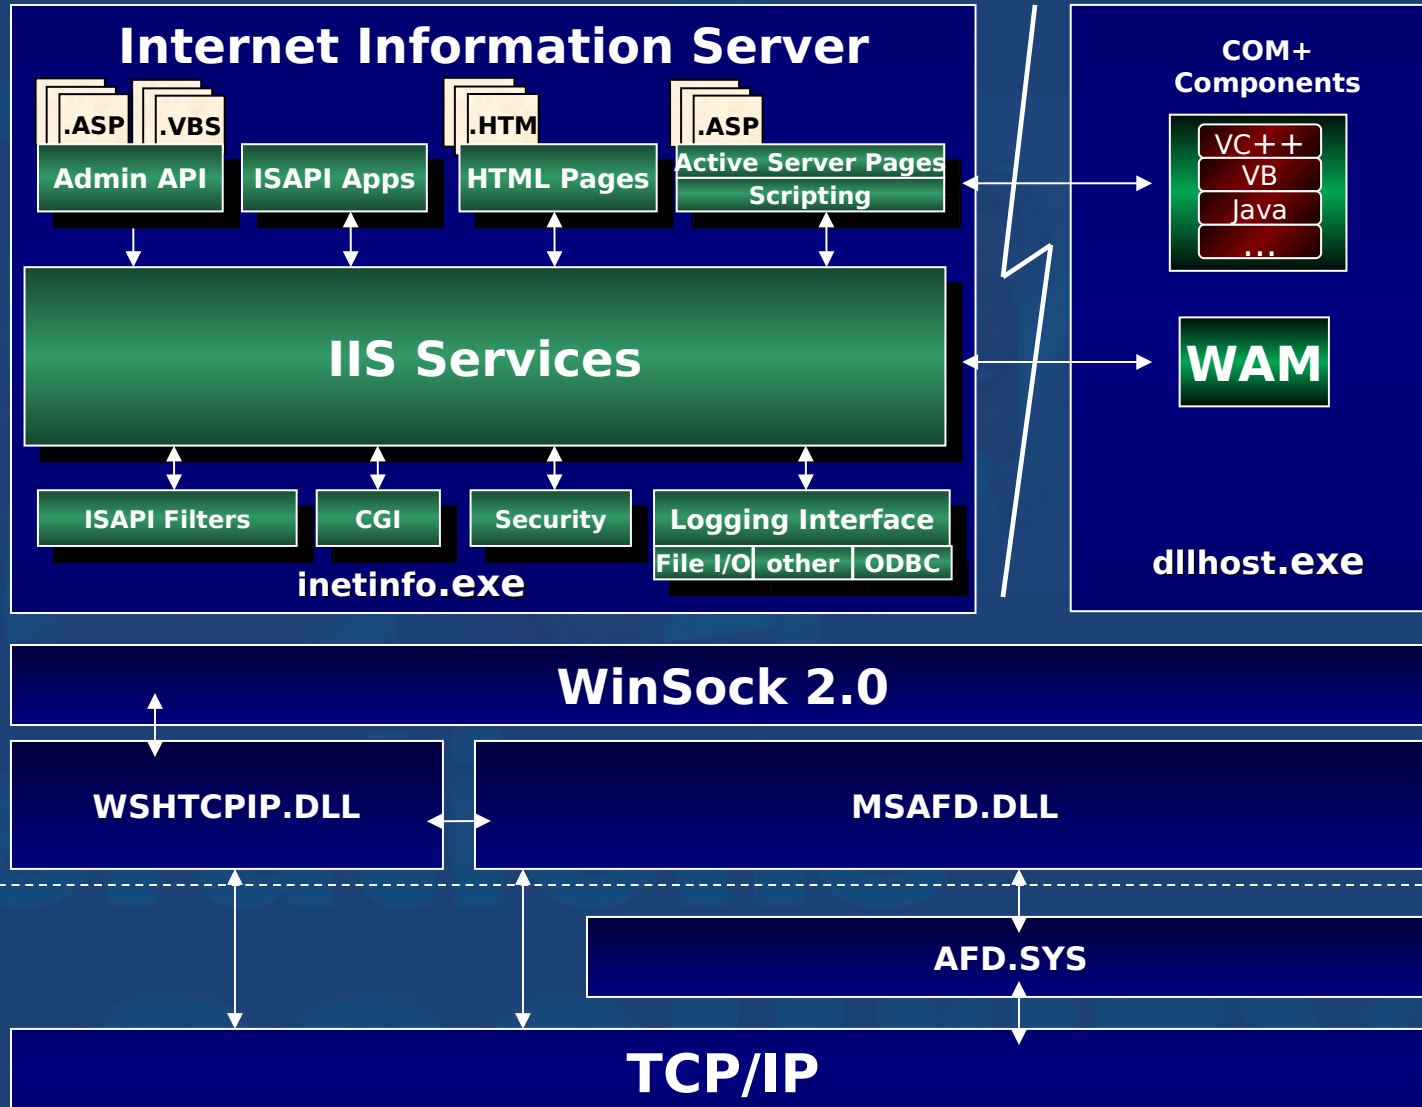 Internet Information Server
.ASP
.VBS
.HTM
.ASP
Admin API
ISAPI Apps
HTML Pages
Active Server Pages
Scripting
IIS Services
ISAPI Filters
CGI
Security
Logging Interface
File I/O
other
ODBC
inetinfo.exe
COM+
Components
VC++
VB
Java
...
WAM
dllhost.exe
WinSock 2.0
WSHTCPIP.DLL
MSAFD.DLL
AFD.SYS
TCP/IP